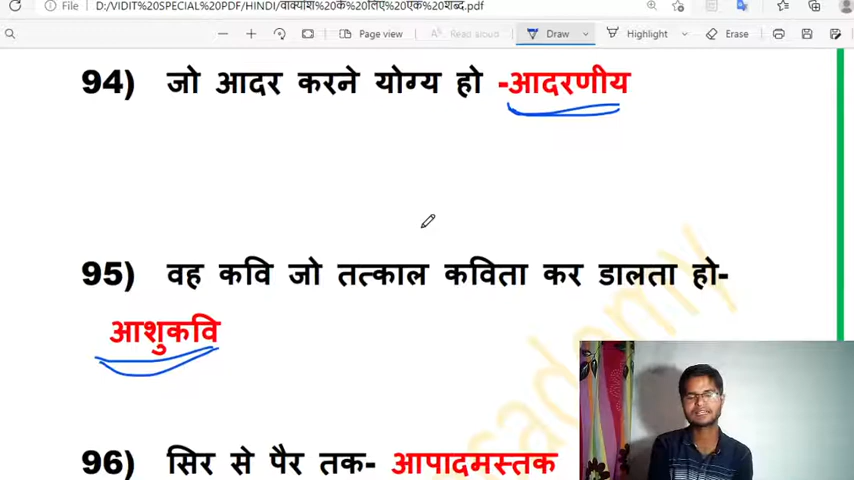 File D:/VIDIT%20SPECIAL%20PDF/HINDI/वाक्यांश%20के%20लिए%20एक%20शब्द.pdf
Page view Read aloud Draw Highlight Erase
94) जो आदर करने योग्य हो -आदरणीय
95) वह कवि जो तत्काल कविता कर डालता हो-
आशुकवि
96) सिर से पैर तक- आपादमस्तक